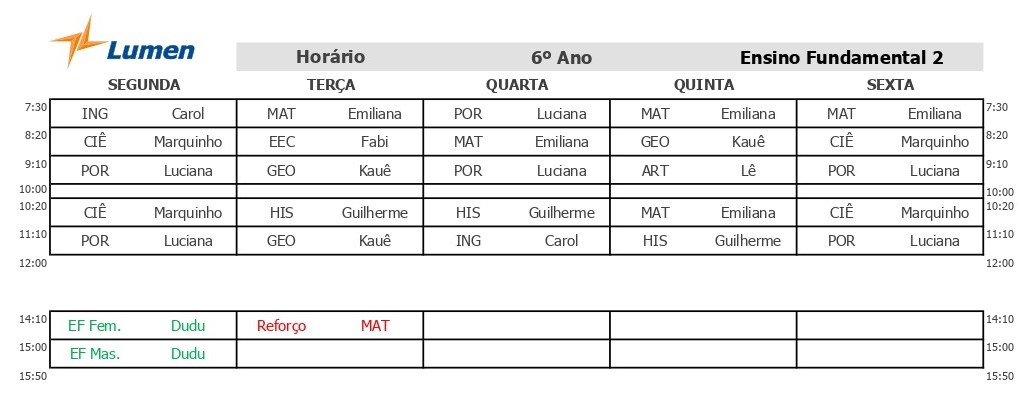 Lumen
Horário 6º Ano Ensino Fundamental 2
SEGUNDA TERÇA QUARTA QUINTA SEXTA
7:30 ING Carol MAT Emiliana POR Luciana MAT Emiliana MAT Emiliana 7:30
8:20 CIÊ Marquinho EEC Fabi MAT Emiliana GEO Kauê CIÊ Marquinho 8:20
9:10 POR Luciana GEO Kauê POR Luciana ART Lê POR Luciana 9:10
10:00 10:00
10:20 CIÊ Marquinho HIS Guilherme HIS Guilherme MAT Emiliana CIÊ Marquinho 10:20
11:10 POR Luciana GEO Kauê ING Carol HIS Guilherme POR Luciana 11:10
12:00 12:00
14:10 EF Fem. Dudu Reforço MAT 14:10
15:00 EF Mas. Dudu 15:00
15:50 15:50